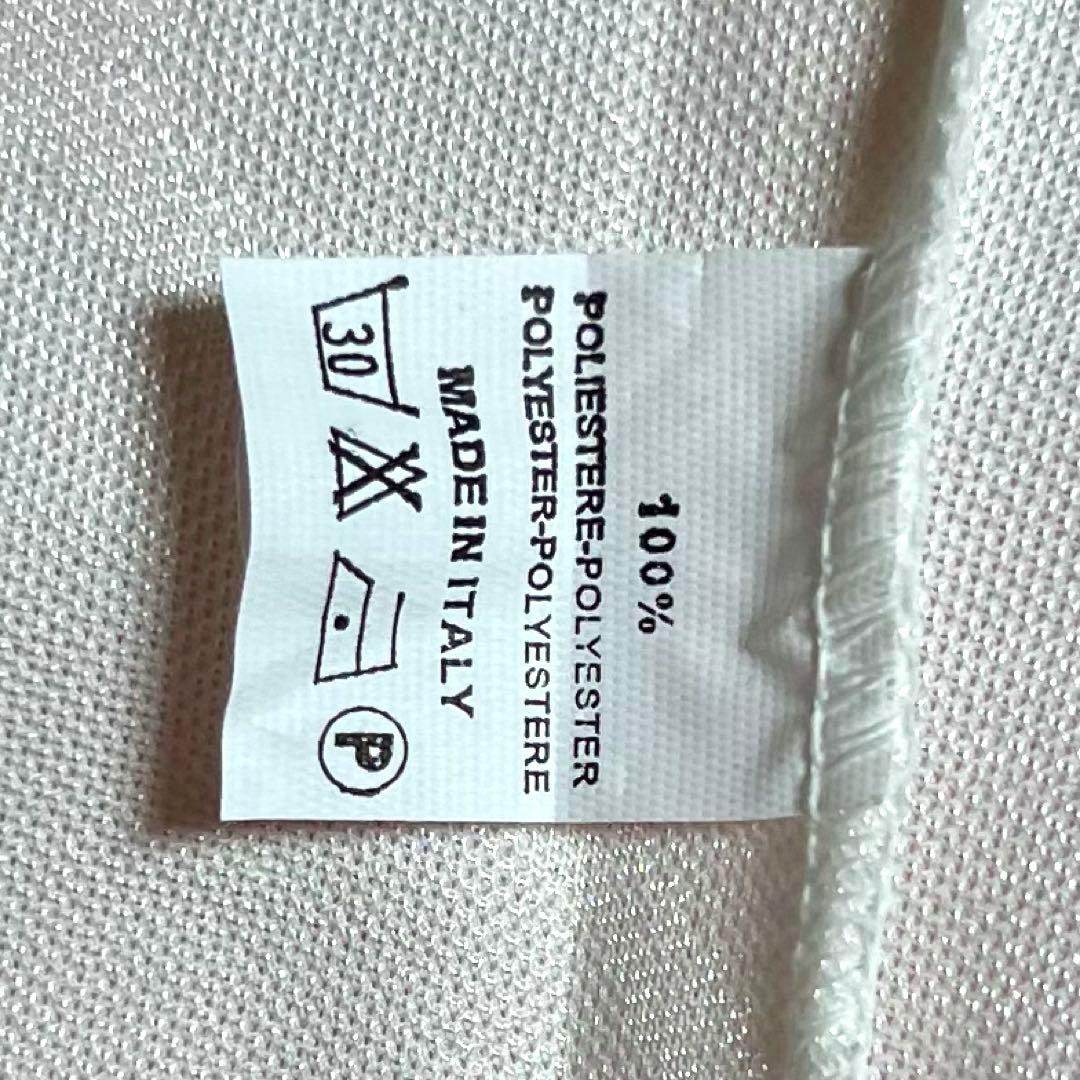 100%
POLIESTERE-POLYESTER
POLYESTER-POLYESTERE
MADE IN ITALY
30 P